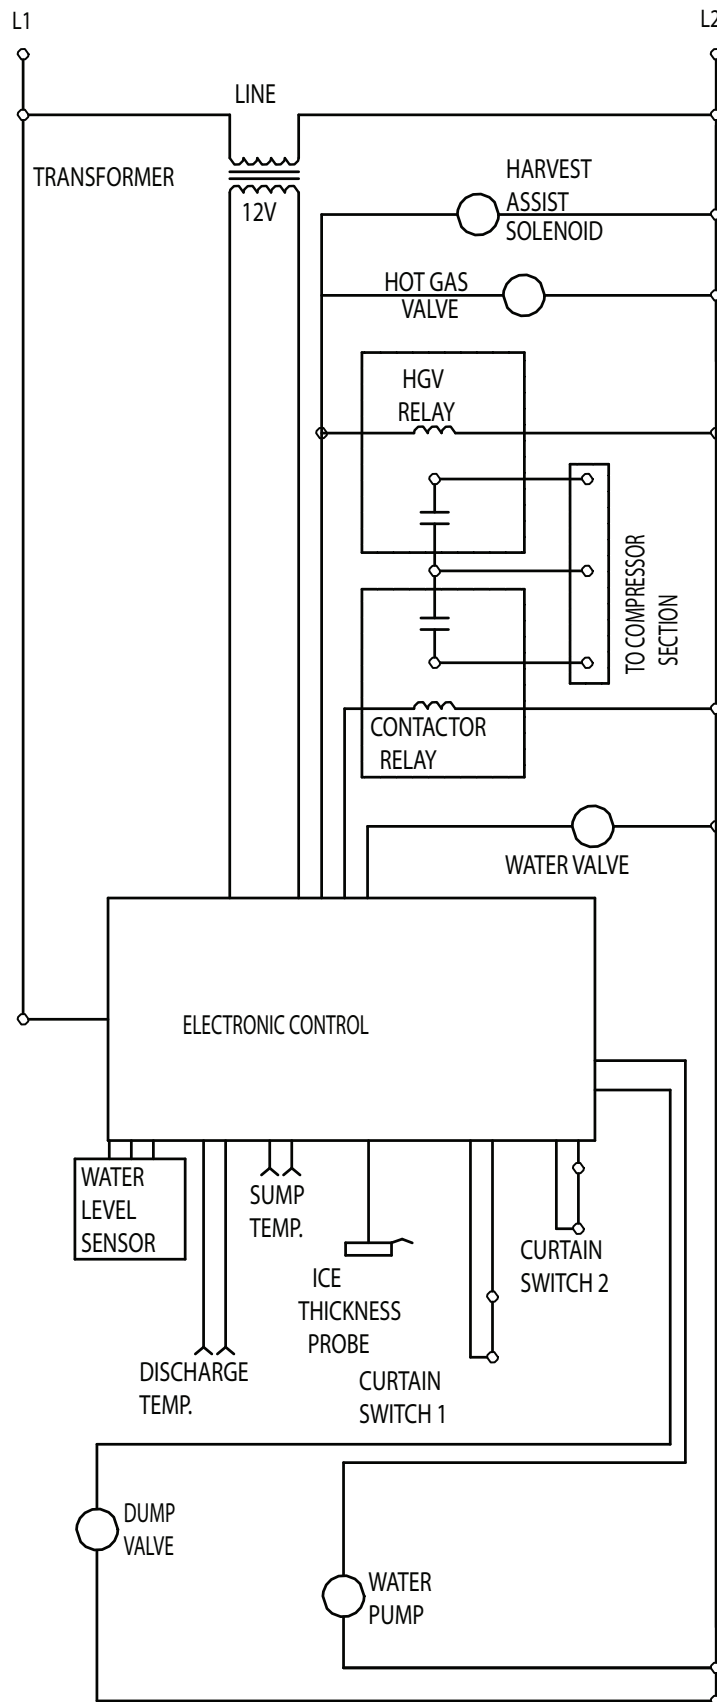 L1
L2
LINE
TRANSFORMER
12V
HARVEST
ASSIST
SOLENOID
HOT GAS
VALVE
HGV
RELAY
TO COMPRESSOR
SECTION
CONTACTOR
RELAY
WATER VALVE
ELECTRONIC CONTROL
WATER
LEVEL
SENSOR
SUMP
TEMP.
ICE
THICKNESS
PROBE
CURTAIN
SWITCH 2
DISCHARGE
TEMP.
CURTAIN
SWITCH 1
DUMP
VALVE
WATER
PUMP